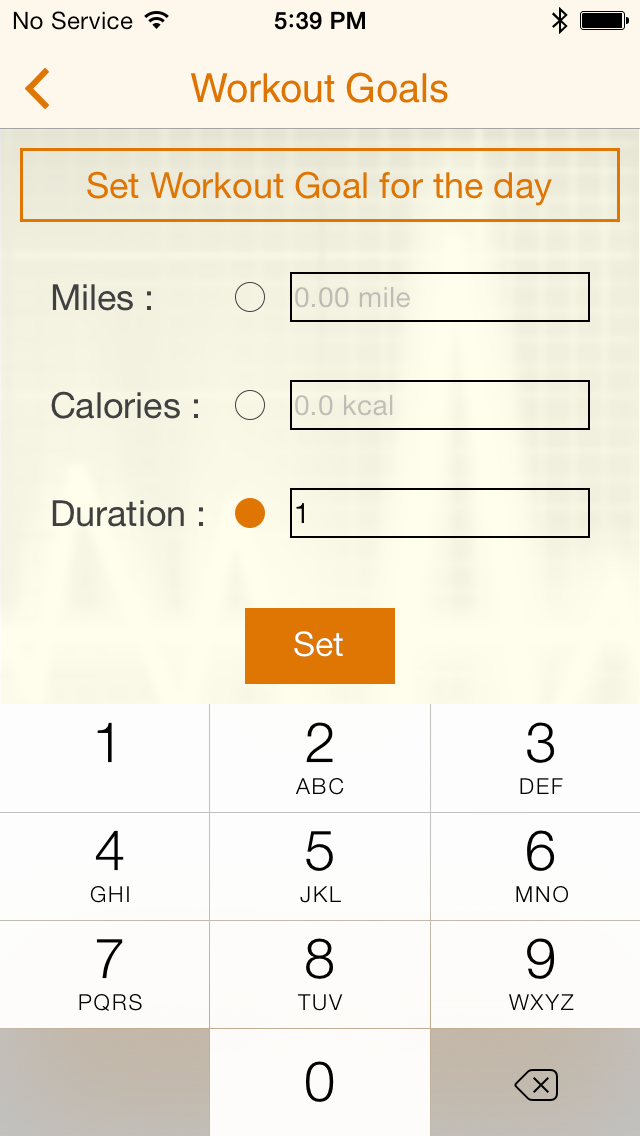 No Service 5:39 PM
Workout Goals
Set Workout Goal for the day
Miles : 0.00 mile
Calories : 0.0 kcal
Duration : 1
Set
1 2 3
ABC DEF
4 5 6
GHI JKL MNO
7 8 9
PQRS TUV WXYZ
0